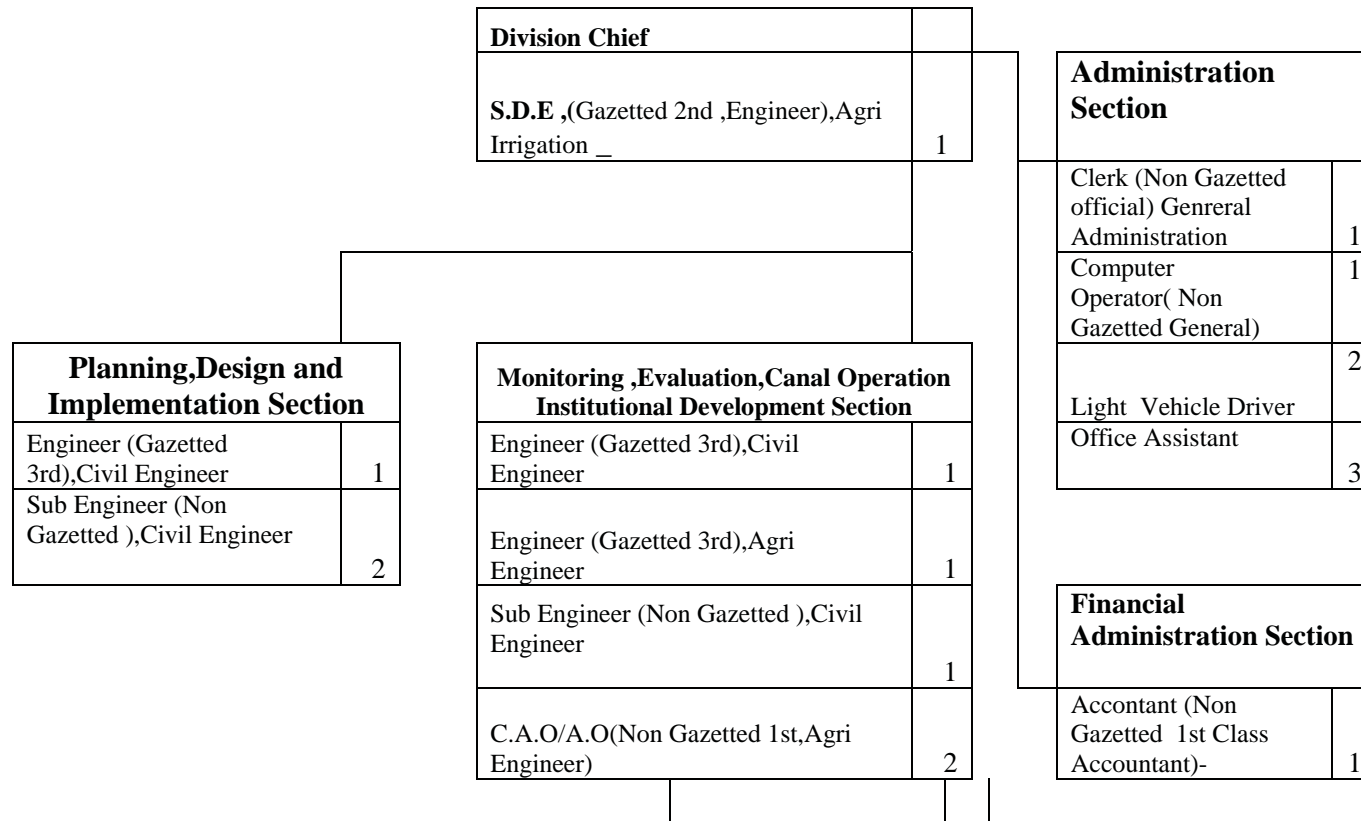 Division Chief
S.D.E ,(Gazetted 2nd ,Engineer),Agri
Irrigation _ 1
Administration
Section
Clerk (Non Gazetted
official) Genreral
Administration 1
Computer 1
Operator( Non
Gazetted General)
2
Light Vehicle Driver
Office Assistant
3
Planning,Design and
Implementation Section
Engineer (Gazetted
3rd),Civil Engineer 1
Sub Engineer (Non
Gazetted ),Civil Engineer
2
Monitoring ,Evaluation,Canal Operation
Institutional Development Section
Engineer (Gazetted 3rd),Civil
Engineer 1
Engineer (Gazetted 3rd),Agri
Engineer 1
Sub Engineer (Non Gazetted ),Civil
Engineer
1
C.A.O/A.O(Non Gazetted 1st,Agri
Engineer) 2
Financial
Administration Section
Accontant (Non
Gazetted 1st Class
Accountant)- 1